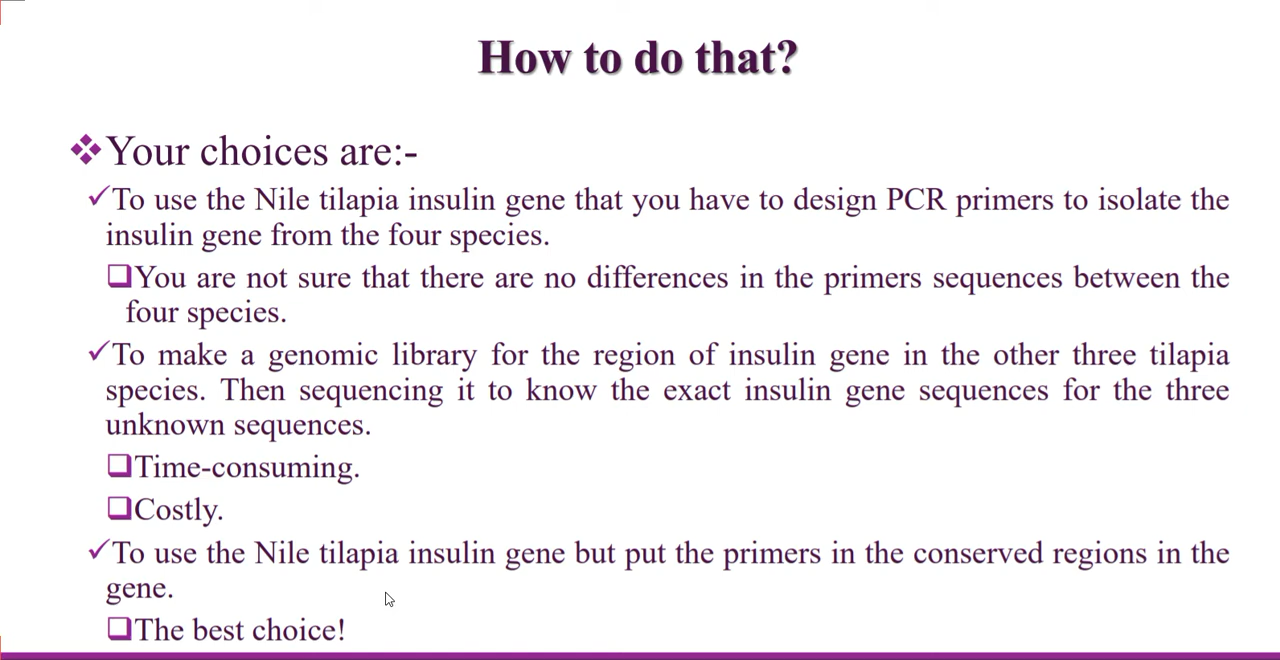 How to do that?
❖Your choices are:-
✓To use the Nile tilapia insulin gene that you have to design PCR primers to isolate the
insulin gene from the four species.
❑You are not sure that there are no differences in the primers sequences between the
four species.
✓To make a genomic library for the region of insulin gene in the other three tilapia
species. Then sequencing it to know the exact insulin gene sequences for the three
unknown sequences.
❑Time-consuming.
❑Costly.
✓To use the Nile tilapia insulin gene but put the primers in the conserved regions in the
gene.
❑The best choice!